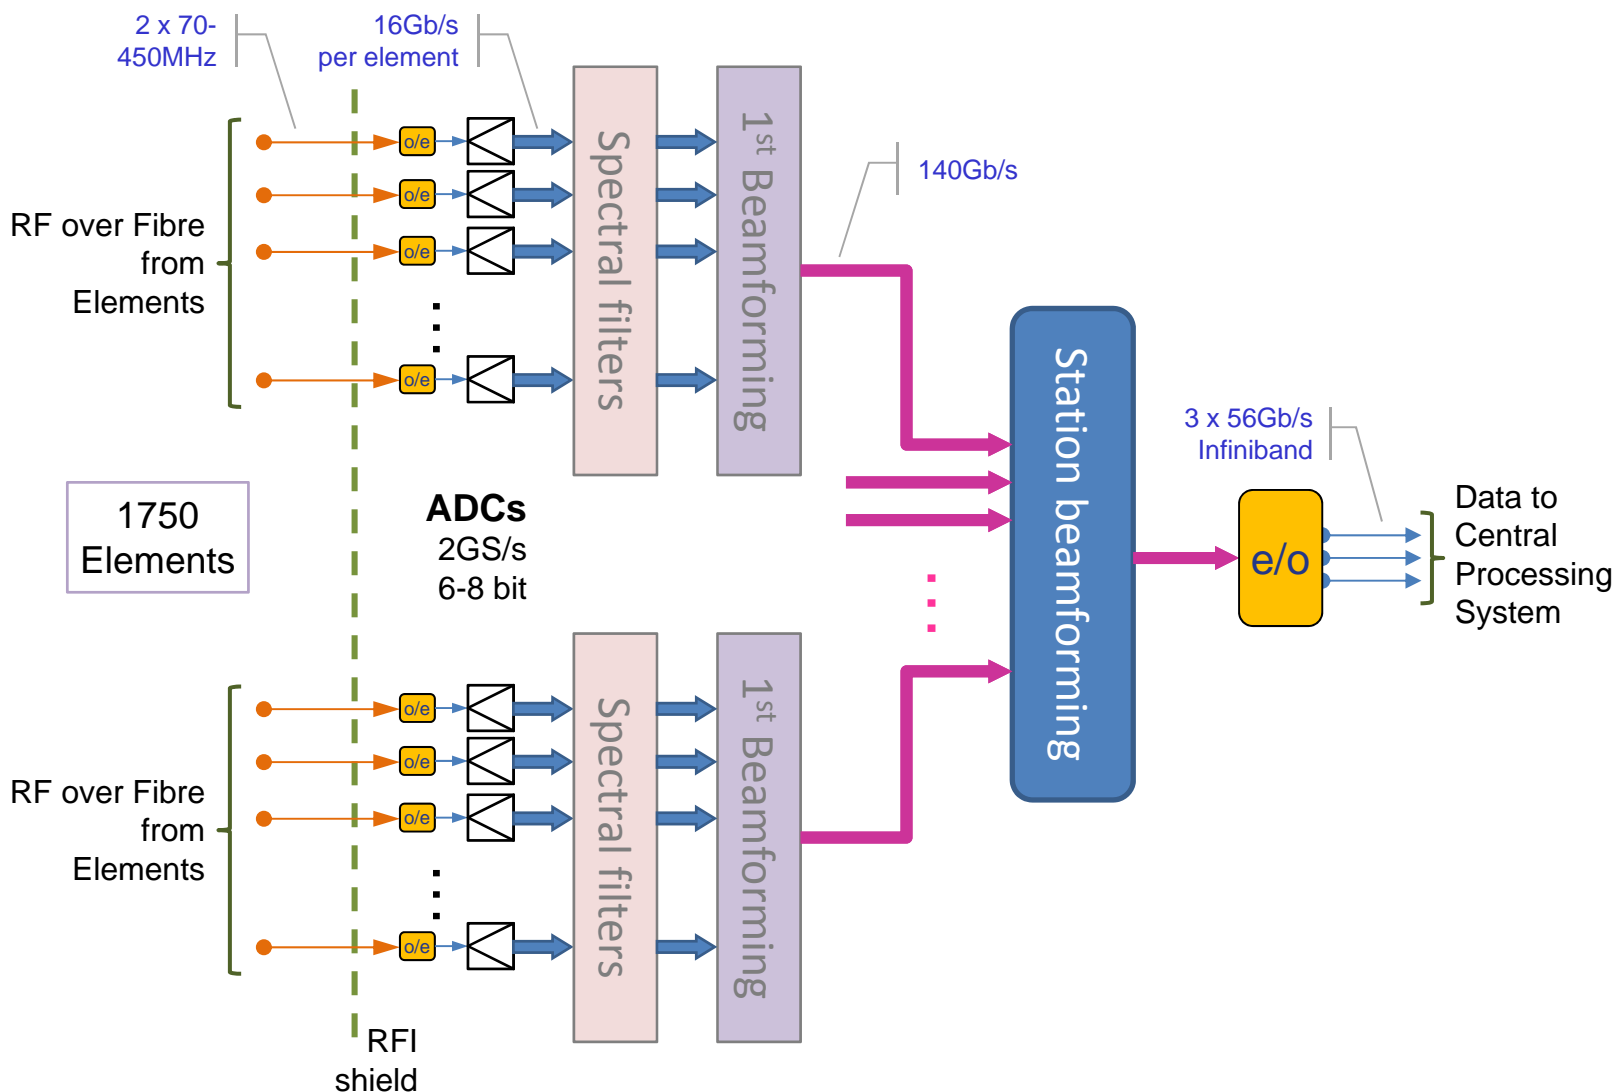 2 x 70-
450MHz
16Gb/s
per element
o/e
o/e
o/e
o/e
RF over Fibre
from
Elements
Spectral filters
1st Beamforming
140Gb/s
1750
Elements
ADCs
2GS/s
6-8 bit
Station beamforming
3 x 56Gb/s
Infiniband
e/o
Data to
Central
Processing
System
o/e
o/e
o/e
o/e
RF over Fibre
from
Elements
Spectral filters
1st Beamforming
RFI
shield